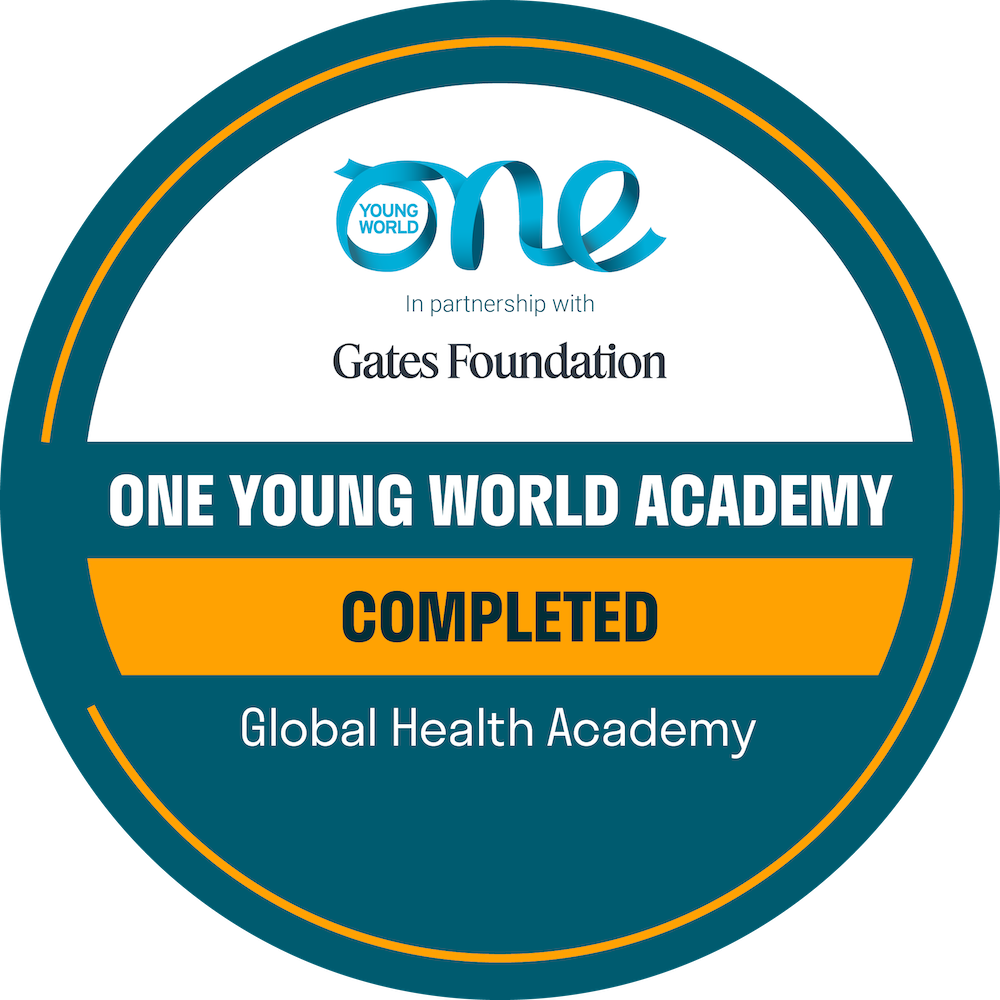 one
YOUNG
WORLD
In partnership with
Gates Foundation
ONE YOUNG WORLD ACADEMY
COMPLETED
Global Health Academy